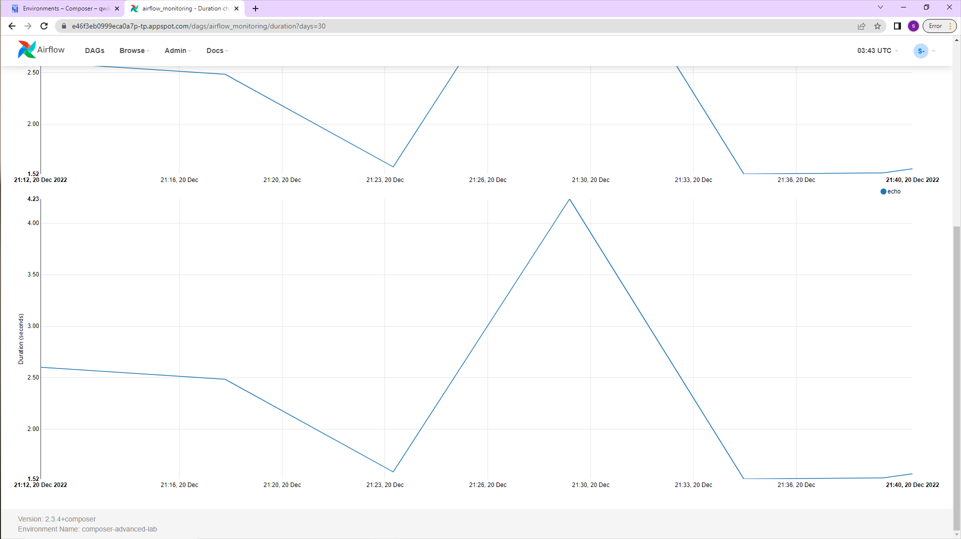 Environments – Composer – qwik
airflow_monitoring - Duration ch
e46f3eb0999eca0a7p-tp.appspot.com/dags/airflow_monitoring/duration?days=30
S
Error
Airflow
DAGs
Browse
Admin
Docs
03:43 UTC
S-
2.50
2.00
1.52
21:12, 20 Dec 2022
21:16, 20 Dec
21:20, 20 Dec
21:23, 20 Dec
21:26, 20 Dec
21:30, 20 Dec
21:33, 20 Dec
21:36, 20 Dec
21:40, 20 Dec 2022
echo
4.23
4.00
3.50
3.00
2.50
2.00
1.52
Duration (seconds)
21:12, 20 Dec 2022
21:16, 20 Dec
21:20, 20 Dec
21:23, 20 Dec
21:26, 20 Dec
21:30, 20 Dec
21:33, 20 Dec
21:36, 20 Dec
21:40, 20 Dec 2022
Version: 2.3.4+composer
Environment Name: composer-advanced-lab